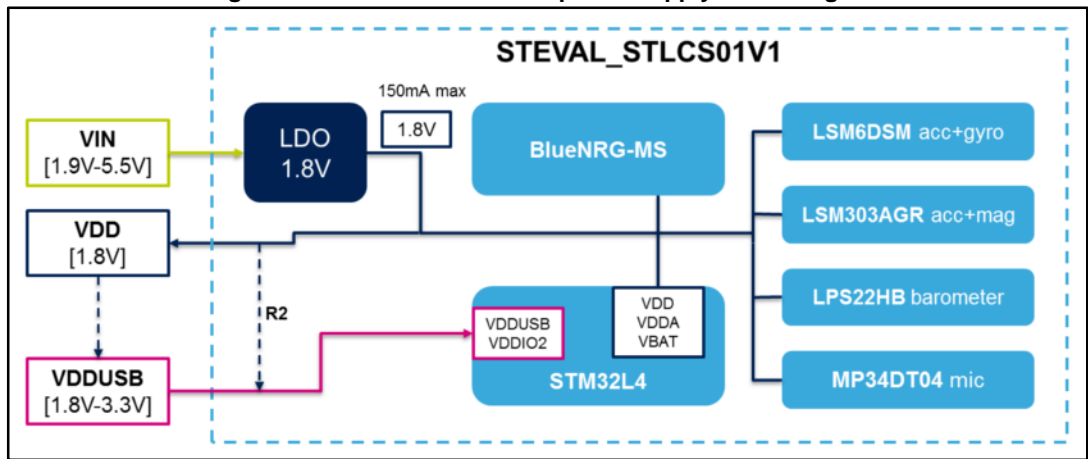 STEVAL_STLCS01V1
150mA max
1.8V
LDO
1.8V
BlueNRG-MS
LSM6DSM acc+gyro
VIN
[1.9V-5.5V]
LSM303AGR acc+mag
VDD
[1.8V]
R2
LPS22HB barometer
VDDUSB
VDDIO2
VDD
VDDA
VBAT
STM32L4
VDDUSB
[1.8V-3.3V]
MP34DT04 mic